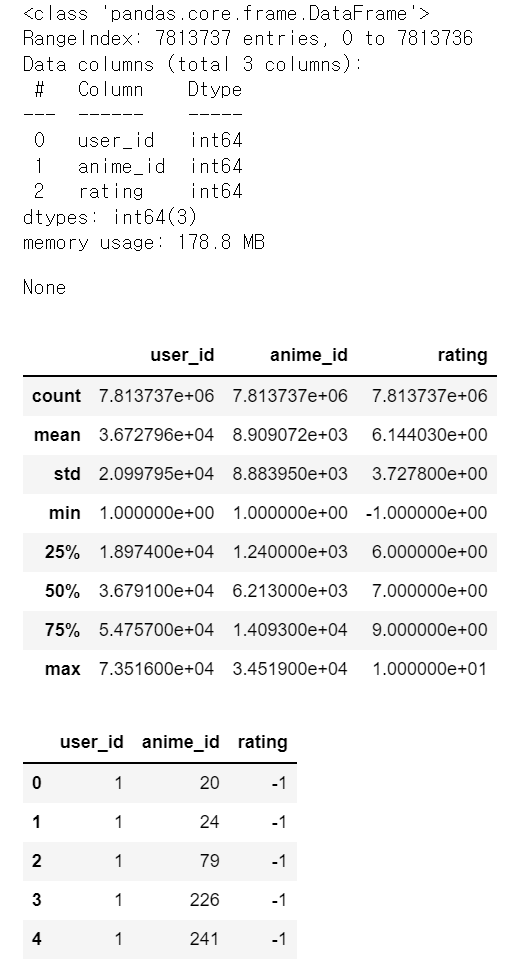 <class 'pandas.core.frame.DataFrame'>
RangeIndex: 7813737 entries, 0 to 7813736
Data columns (total 3 columns):
 #   Column    Dtype
---  ------    -----
 0   user_id   int64
 1   anime_id  int64
 2   rating    int64
dtypes: int64(3)
memory usage: 178.8 MB
None
user_id anime_id rating
count 7.813737e+06 7.813737e+06 7.813737e+06
mean 3.672796e+04 8.909072e+03 6.144030e+00
std 2.099795e+04 8.883950e+03 3.727800e+00
min 1.000000e+00 1.000000e+00 -1.000000e+00
25% 1.897400e+04 1.240000e+03 6.000000e+00
50% 3.679100e+04 6.213000e+03 7.000000e+00
75% 5.475700e+04 1.409300e+04 9.000000e+00
max 7.351600e+04 3.451900e+04 1.000000e+01
user_id anime_id rating
0 1 20 -1
1 1 24 -1
2 1 79 -1
3 1 226 -1
4 1 241 -1